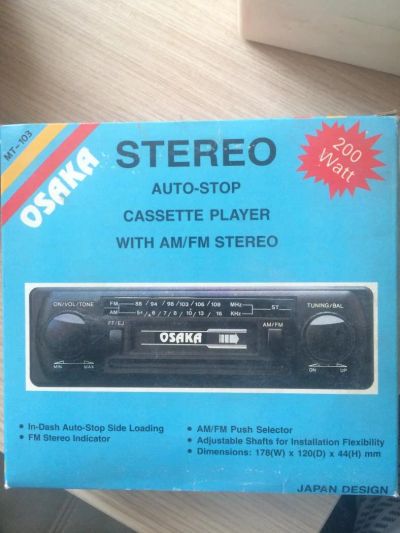 MT-103
OSAKA
STEREO
AUTO-STOP
CASSETTE PLAYER
WITH AM/FM STEREO
200
Watt
ON/VOL/TONE
FM 88 / 94 / 98 / 103 / 106 / 108 MHz
AM 5½ / 6 / 7 / 8 / 10 / 13 / 16 KHz
ST
TUNING/BAL
FF/EJ
OSAKA
AM/FM
MIN MAX
DN UP
• In-Dash Auto-Stop Side Loading
• FM Stereo Indicator
• AM/FM Push Selector
• Adjustable Shafts for Installation Flexibility
• Dimensions: 178(W) x 120(D) x 44(H) mm
JAPAN DESIGN